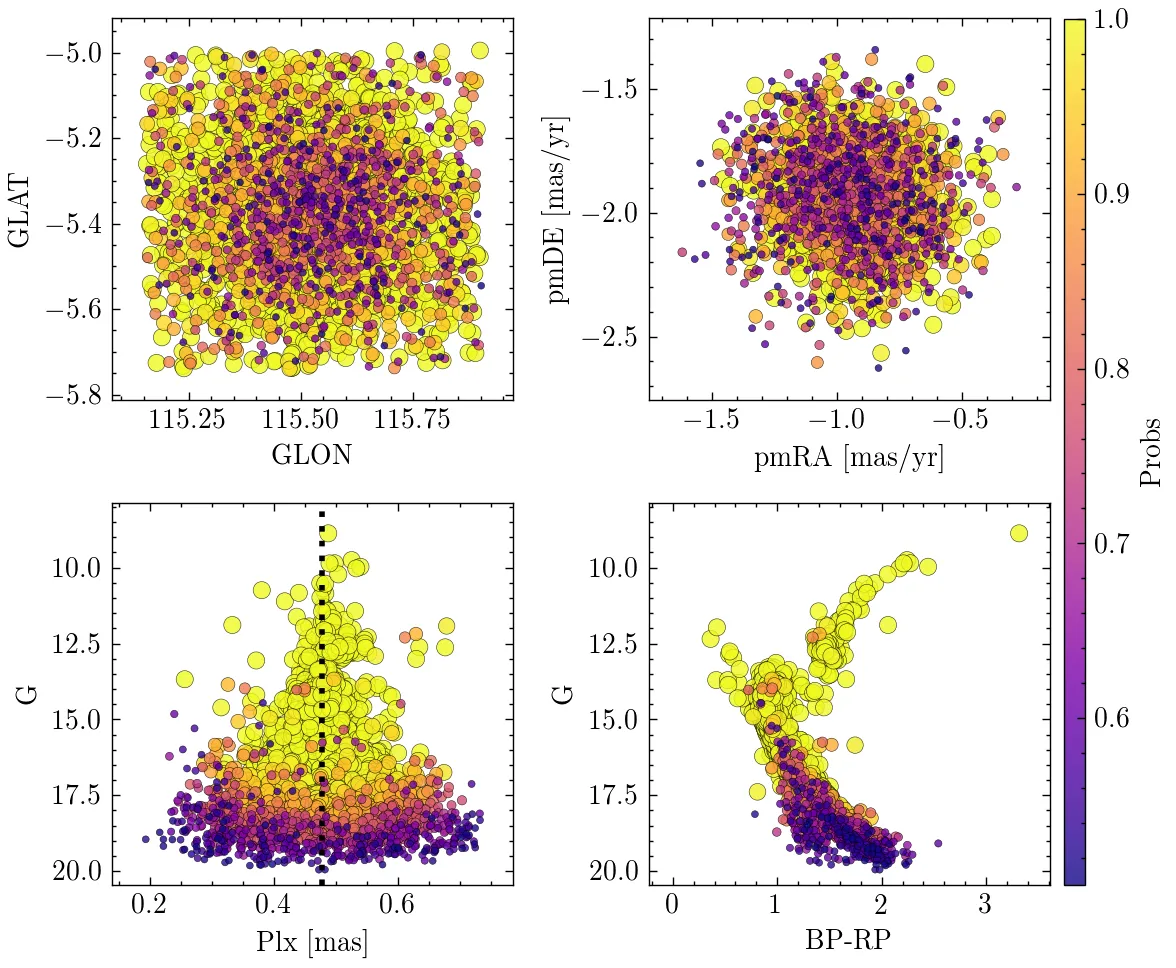 −5.0
−5.2
−5.4
−5.6
−5.8
GLAT
115.25 115.50 115.75
GLON
−1.5
−2.0
−2.5
pmDE [mas/yr]
−1.5 −1.0 −0.5
pmRA [mas/yr]
10.0
12.5
15.0
17.5
20.0
G
0.2 0.4 0.6
Plx [mas]
10.0
12.5
15.0
17.5
20.0
G
0 1 2 3
BP-RP
1.0
0.9
0.8
0.7
0.6
Probs